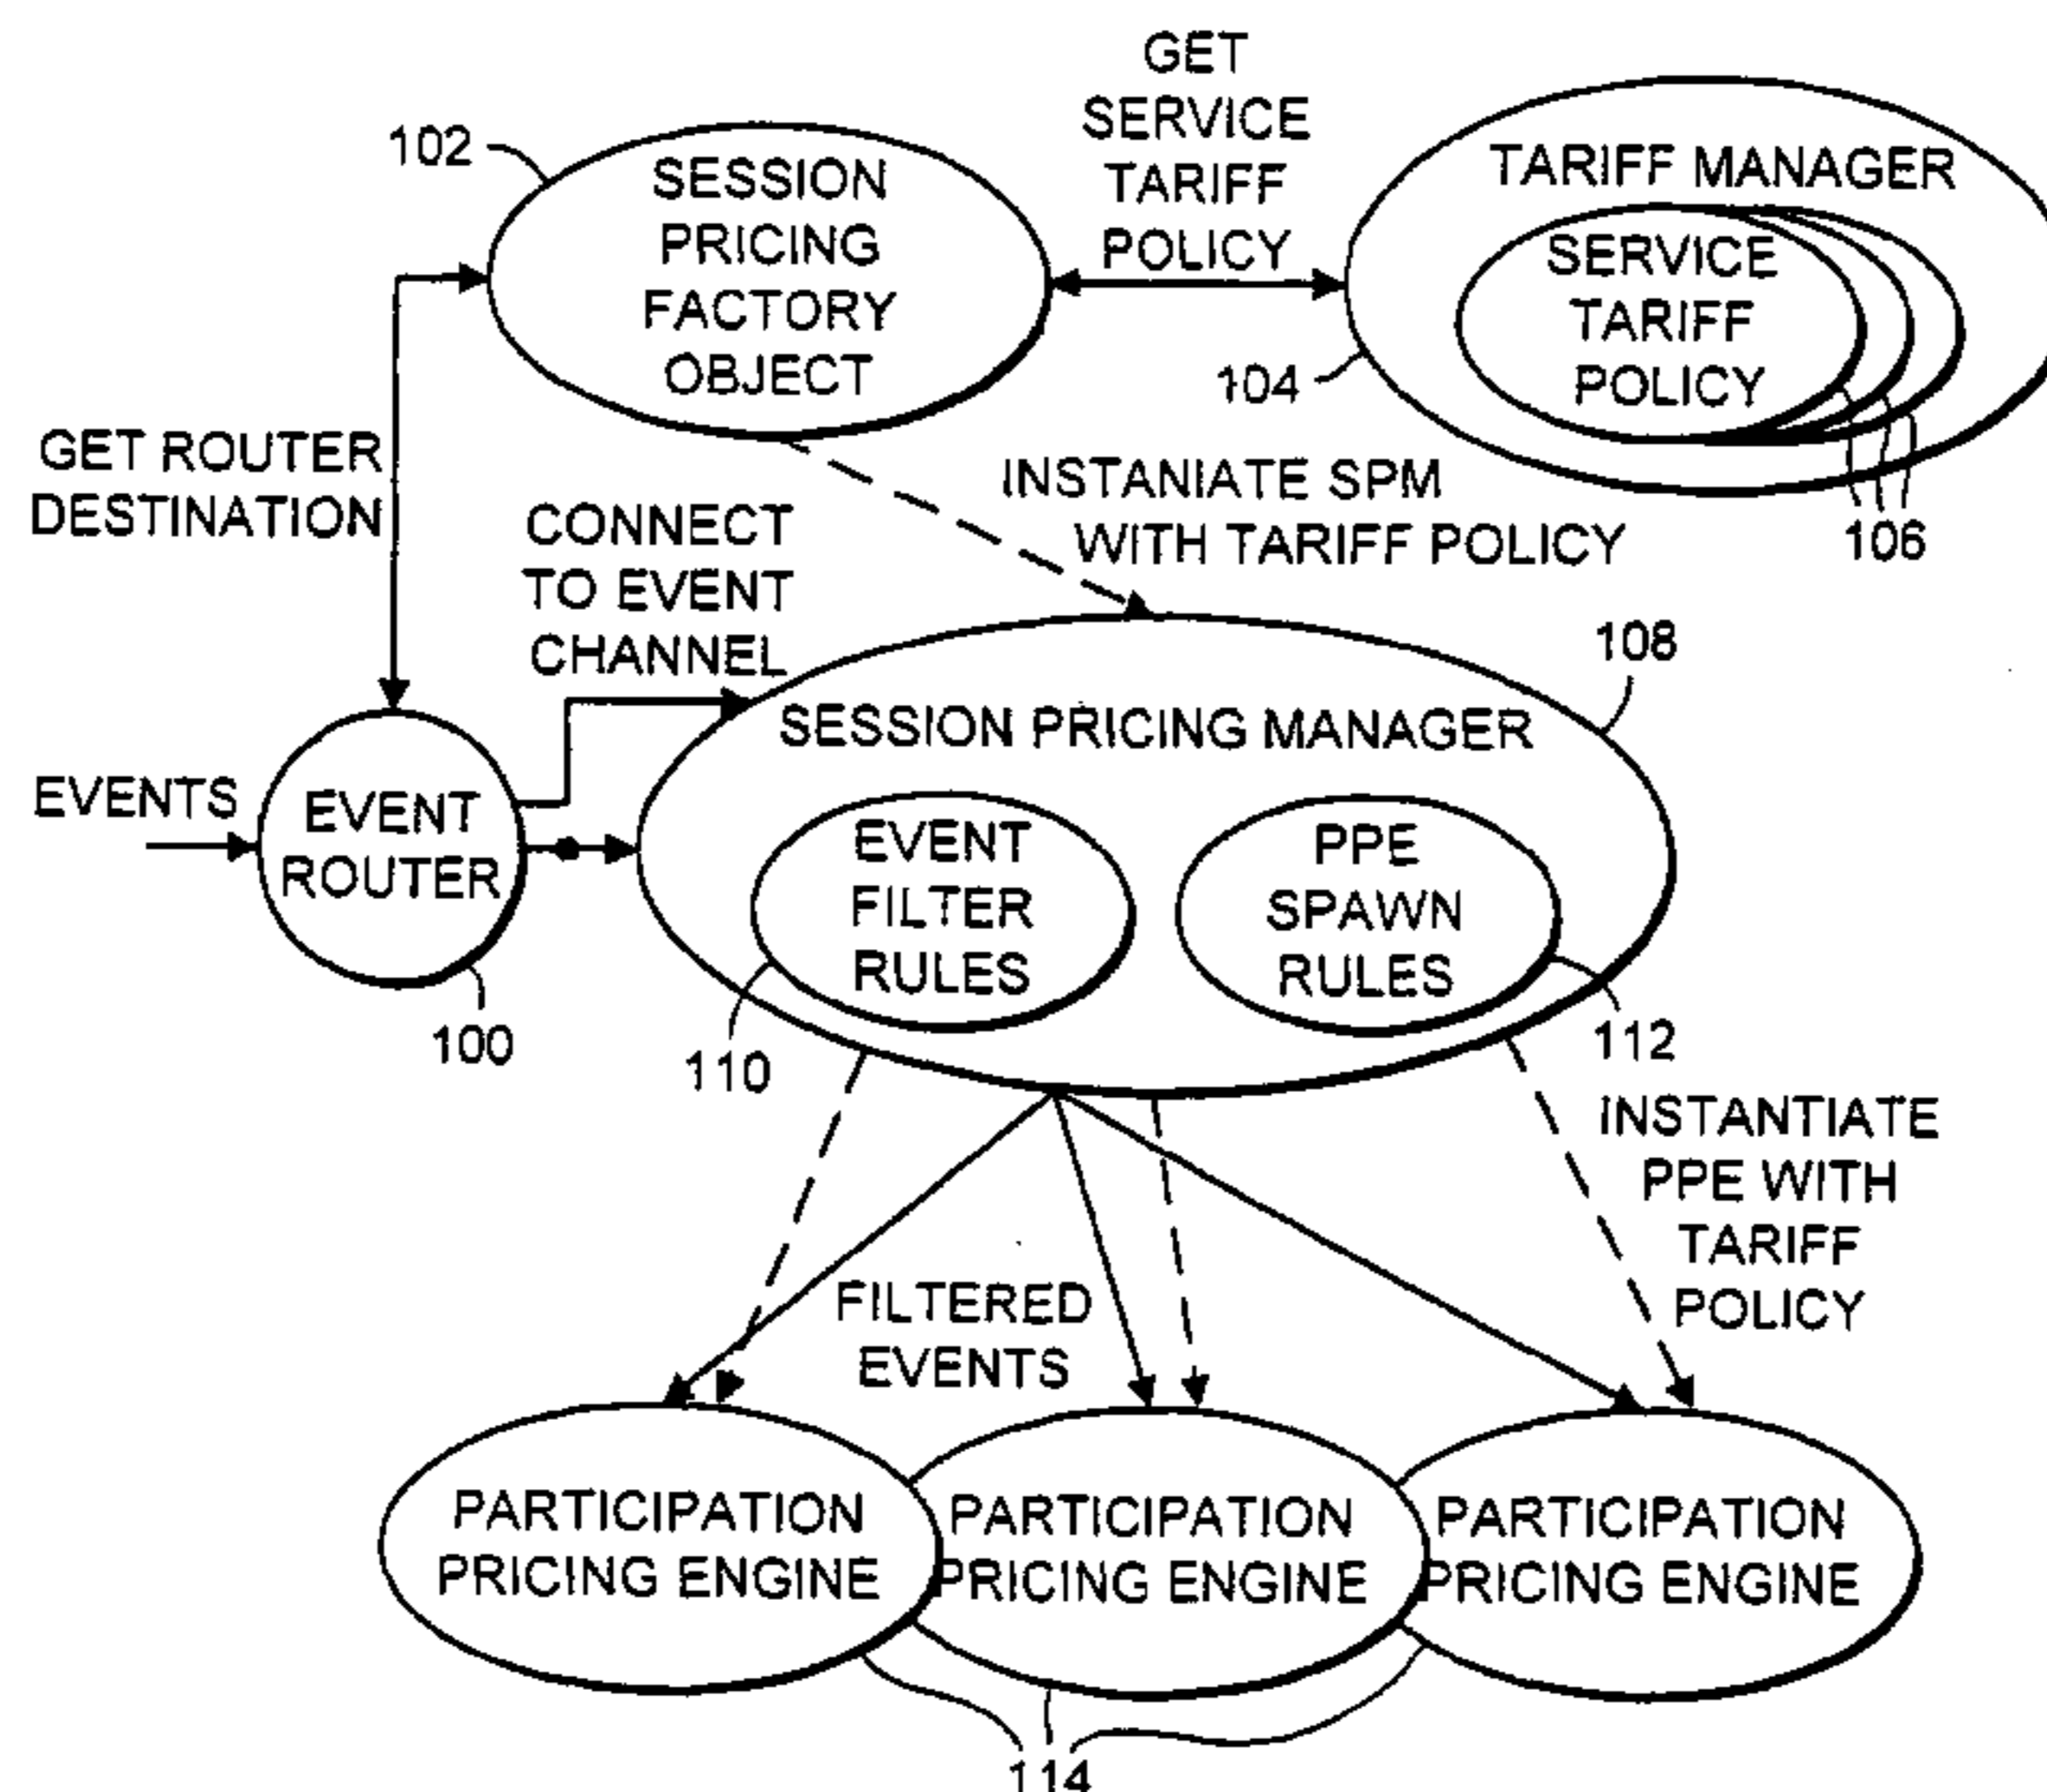 GET
SERVICE
TARIFF
POLICY
102
SESSION
PRICING
FACTORY
OBJECT
TARIFF MANAGER
SERVICE
TARIFF
POLICY
104
106
GET ROUTER
DESTINATION
INSTANIATE SPM
WITH TARIFF POLICY
CONNECT
TO EVENT
CHANNEL
108
SESSION PRICING MANAGER
EVENTS
EVENT
ROUTER
EVENT
FILTER
RULES
PPE
SPAWN
RULES
100
110
112
INSTANTIATE
PPE WITH
TARIFF
POLICY
FILTERED
EVENTS
PARTICIPATION
PRICING ENGINE
PARTICIPATION
PRICING ENGINE
PARTICIPATION
PRICING ENGINE
114